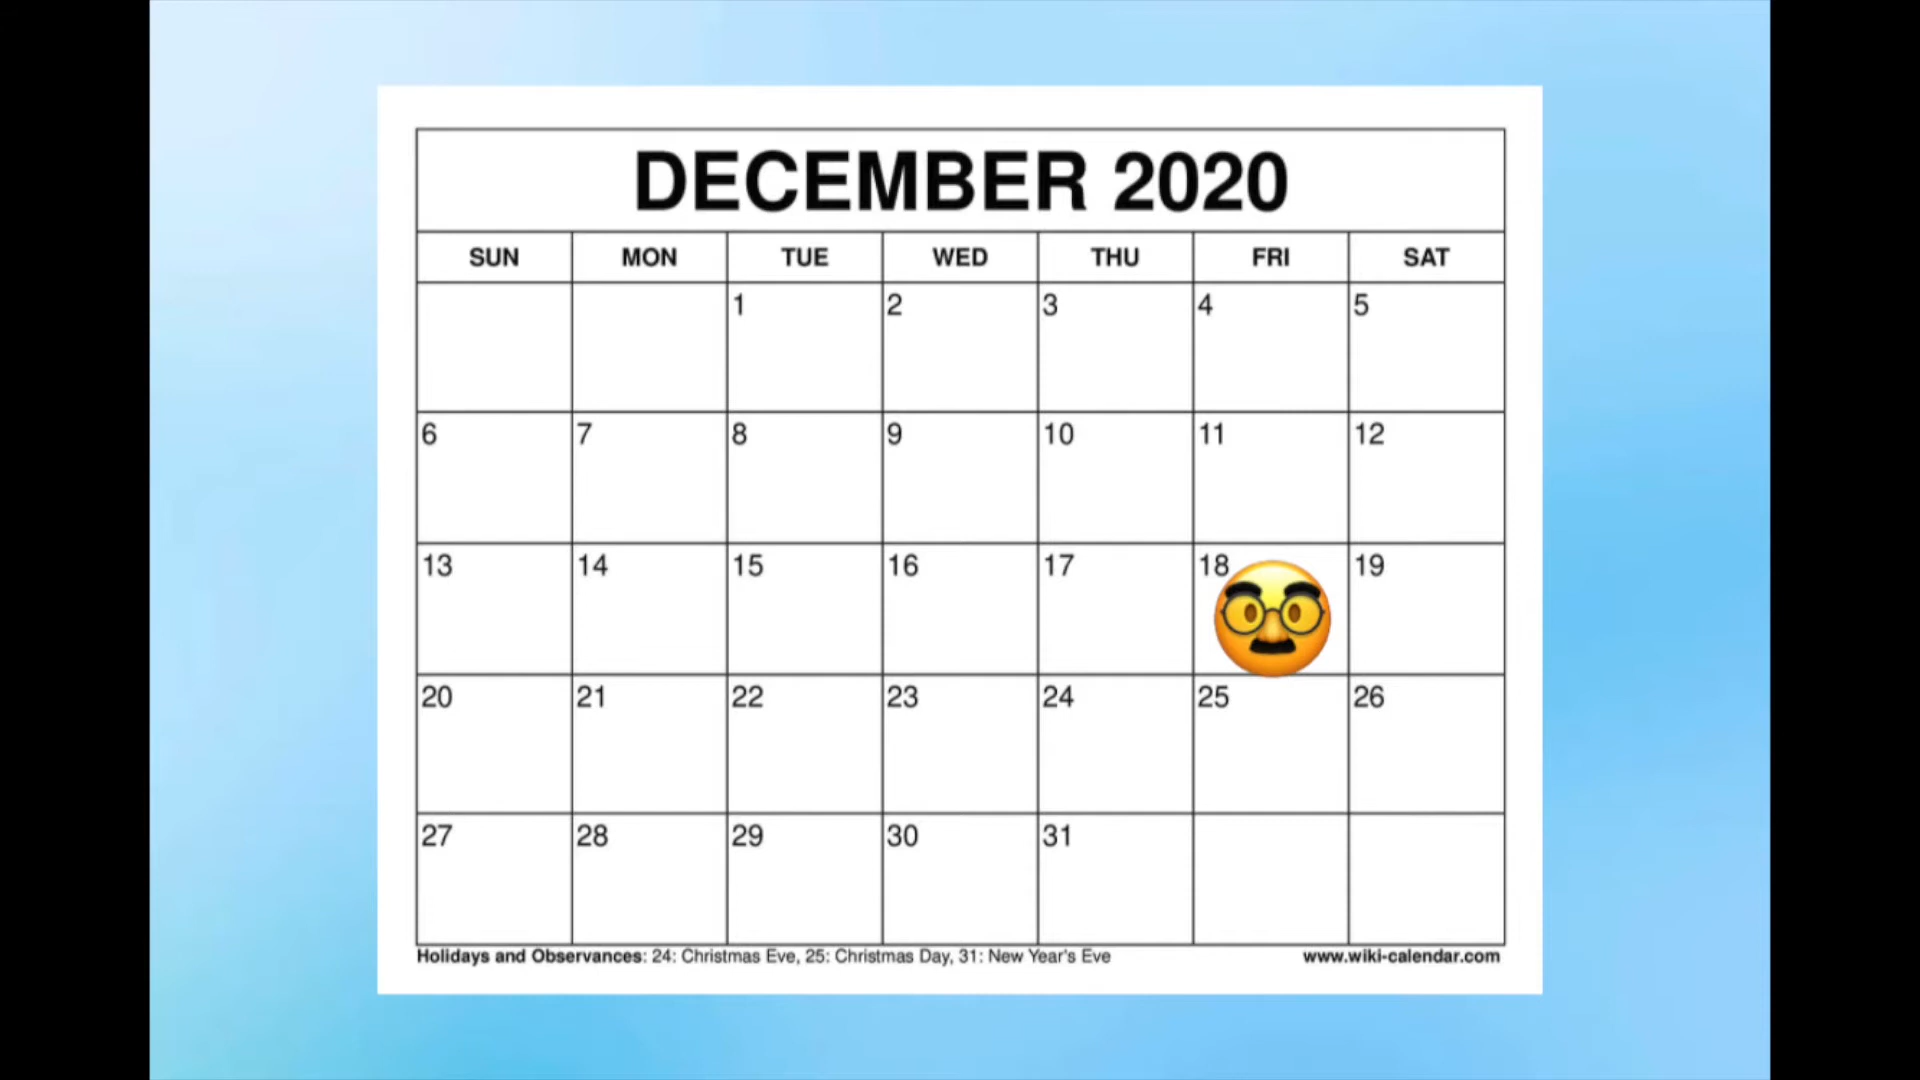 DECEMBER 2020
SUN MON TUE WED THU FRI SAT
1 2 3 4 5
6 7 8 9 10 11 12
13 14 15 16 17 18 19
20 21 22 23 24 25 26
27 28 29 30 31
Holidays and Observances: 24: Christmas Eve, 25: Christmas Day, 31: New Year's Eve www.wiki-calendar.com